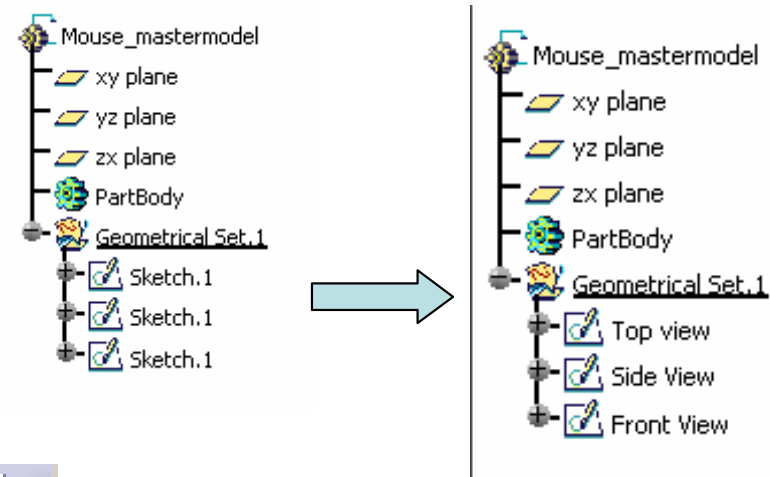 Mouse_mastermodel
xy plane
yz plane
zx plane
PartBody
Geometrical Set.1
Sketch.1
Sketch.1
Sketch.1
Mouse_mastermodel
xy plane
yz plane
zx plane
PartBody
Geometrical Set.1
Top view
Side View
Front View